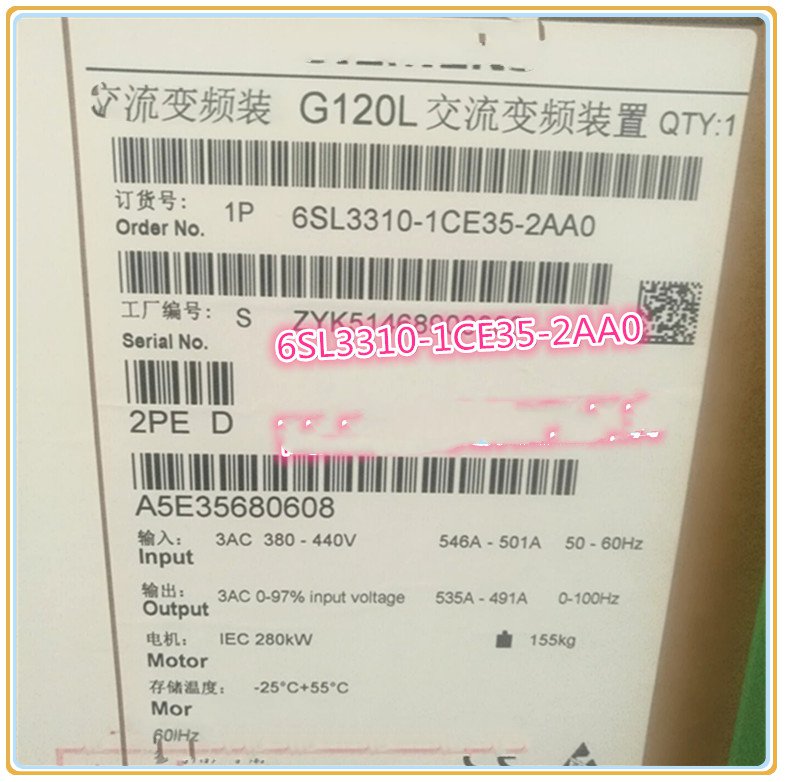 交流变频装 G120L 交流变频装置 QTY:1
订货号: 1P 6SL3310-1CE35-2AA0
Order No.
工厂编号: S ZYK51468
6SL3310-1CE35-2AA0
Serial No.
2PE D
A5E35680608
输入: 3AC 380 - 440V 546A - 501A 50 - 60Hz
Input
输出: 3AC 0-97% input voltage 535A - 491A 0-100Hz
Output
电机: IEC 280kW 155kg
Motor
存储温度: -25°C+55°C
Mor